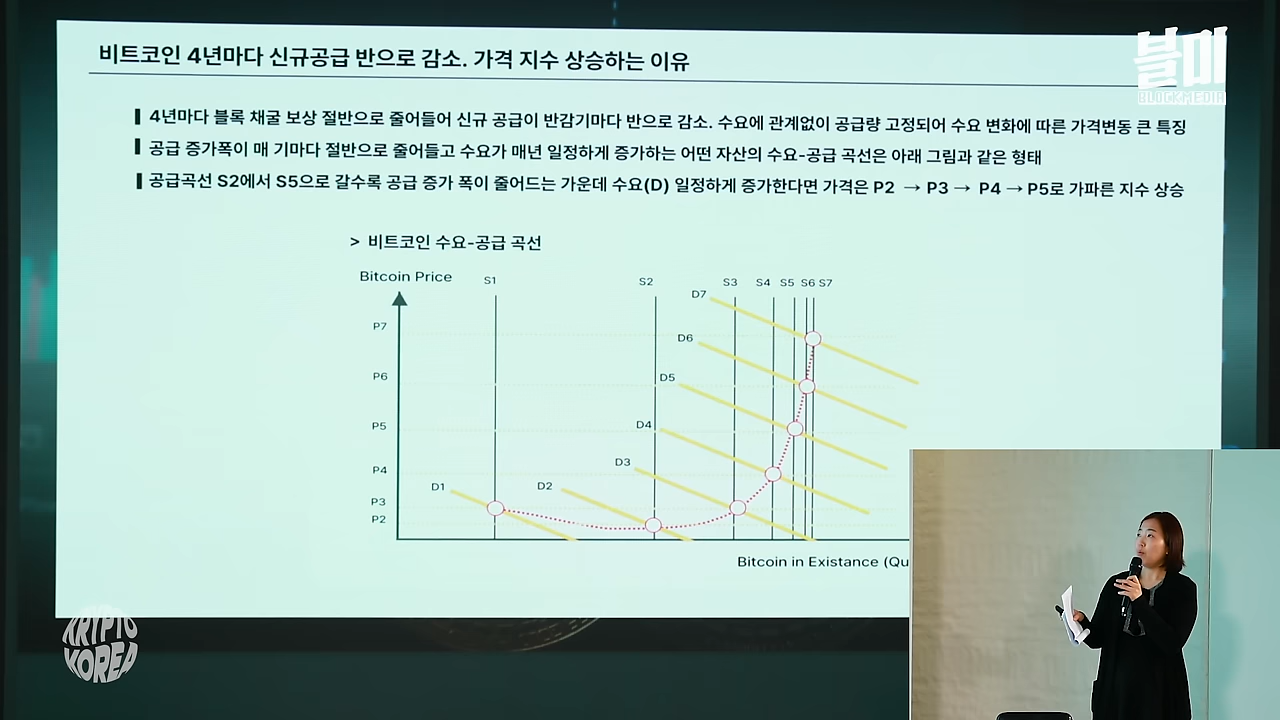 비트코인 4년마다 신규공급 반으로 감소. 가격 지수 상승하는 이유
블미
BLOCKMEDIA
4년마다 블록 채굴 보상 절반으로 줄어들어 신규 공급이 반감기마다 반으로 감소. 수요에 관계없이 공급량 고정되어 수요 변화에 따른 가격변동 큰 특징
공급 증가폭이 매 기마다 절반으로 줄어들고 수요가 매년 일정하게 증가하는 어떤 자산의 수요-공급 곡선은 아래 그림과 같은 형태
공급곡선 S2에서 S5으로 갈수록 공급 증가 폭이 줄어드는 가운데 수요(D) 일정하게 증가한다면 가격은 P2 → P3 → P4 → P5로 가파른 지수 상승
> 비트코인 수요-공급 곡선
Bitcoin Price
S1 S2 S3 S4 S5 S6 S7
D7
P7
D6
P6
D5
P5
D4
D3
P4
D1 D2
P3
P2
Bitcoin in Existance (Qu
KRYPTO
KOREA